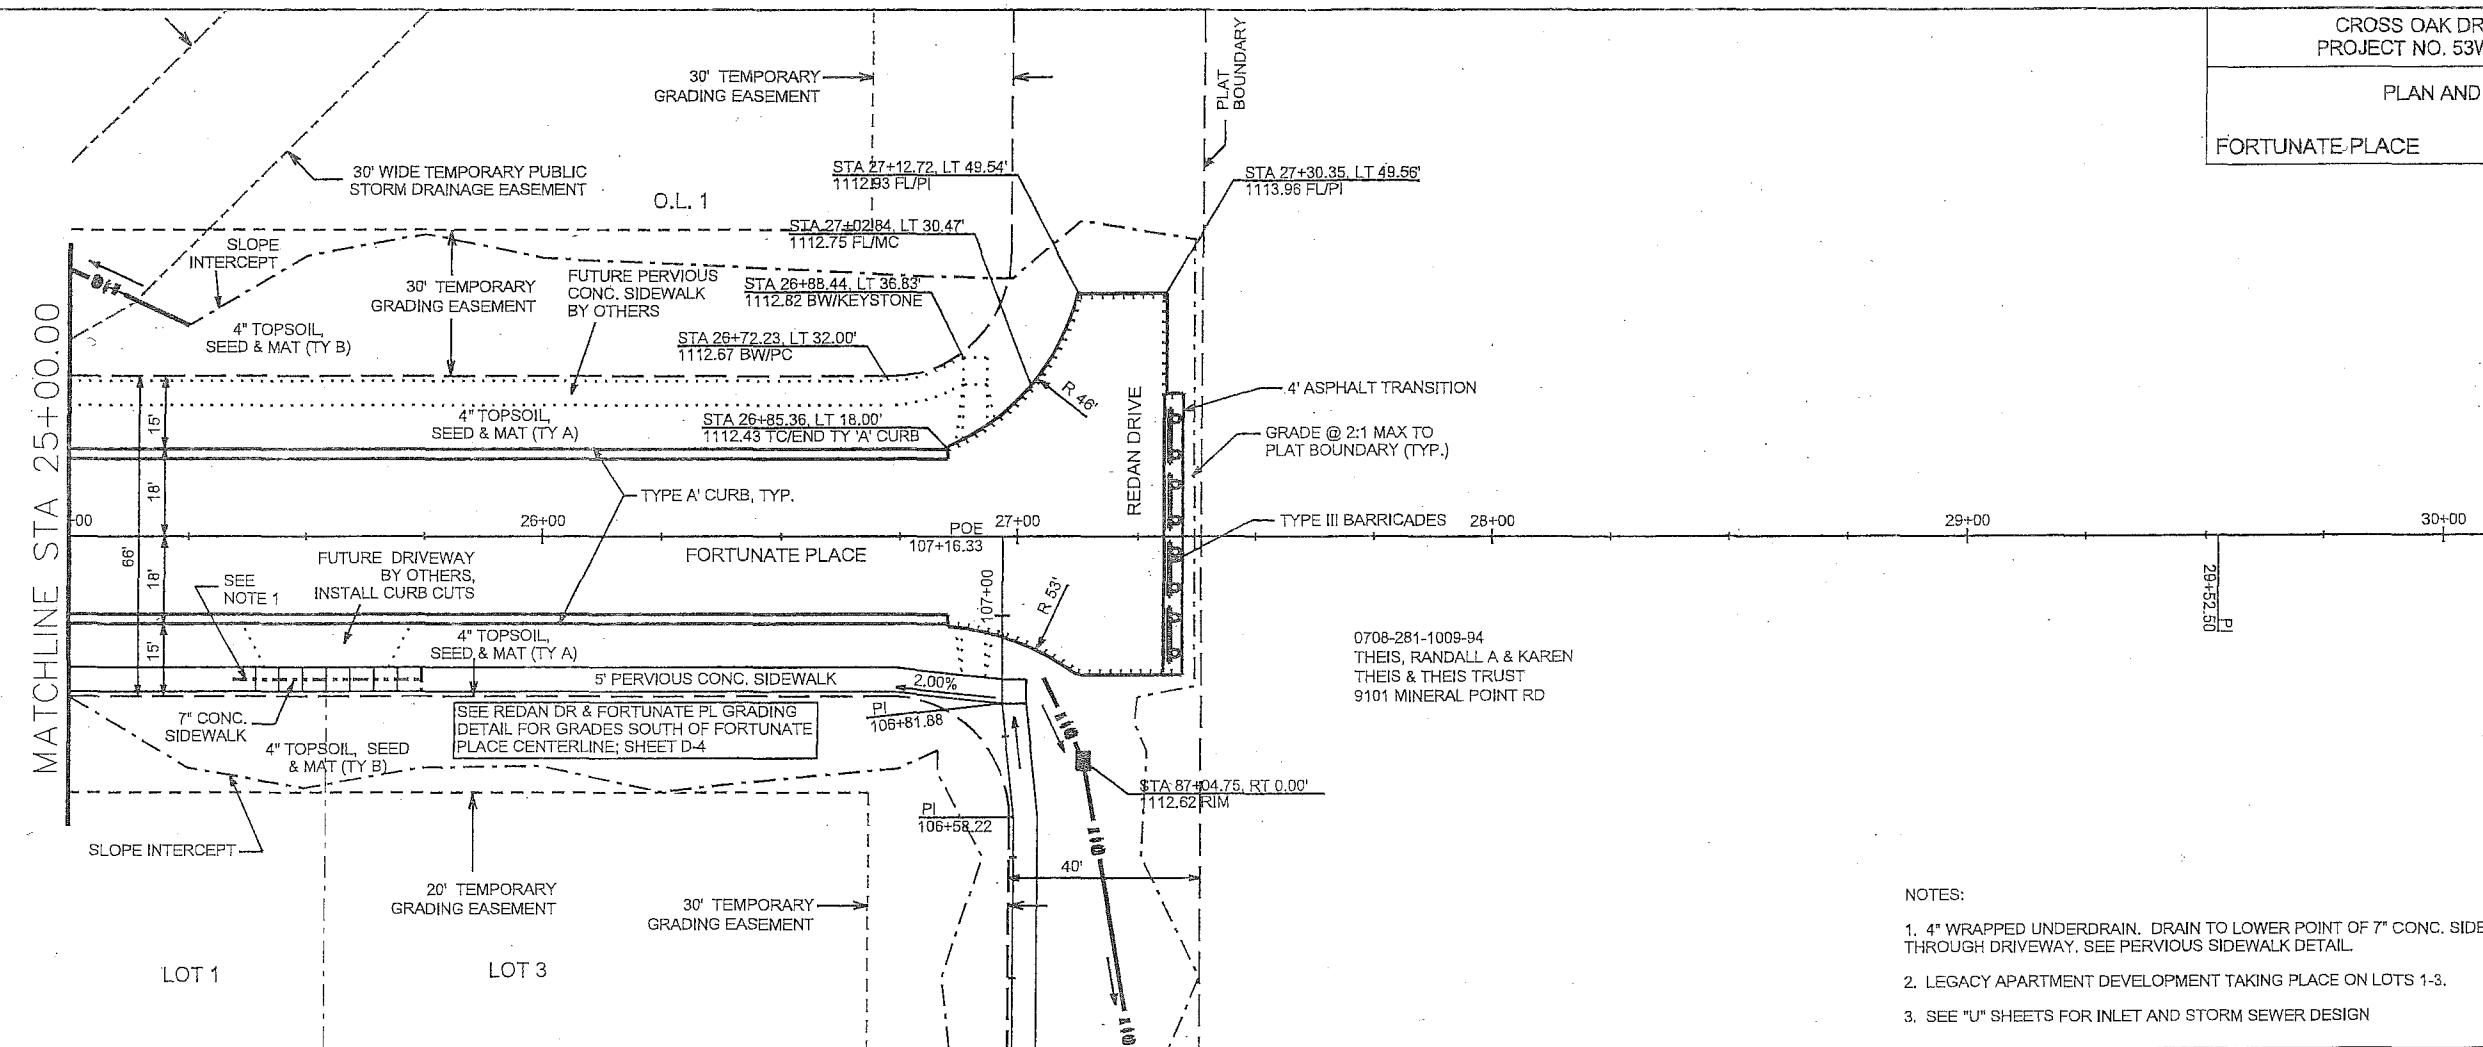 CROSS OAK DR
PROJECT NO. 53W
PLAN AND
FORTUNATE PLACE
30' TEMPORARY
GRADING EASEMENT
PLAT
BOUNDARY
30' WIDE TEMPORARY PUBLIC
STORM DRAINAGE EASEMENT
O.L. 1
STA 27+12.72, LT 49.54'
1112.93 FL/PI
STA 27+30.35, LT 49.56'
1113.96 FL/PI
STA 27+02.84, LT 30.47'
1112.75 FL/MC
SLOPE
INTERCEPT
30' TEMPORARY
GRADING EASEMENT
FUTURE PERVIOUS
CONC. SIDEWALK
BY OTHERS
STA 26+88.44, LT 36.83'
1112.82 BW/KEYSTONE
4" TOPSOIL,
SEED & MAT (TY B)
STA 26+72.23, LT 32.00'
1112.67 BW/PC
MATCHLINE STA 25+00.00
15'
4" TOPSOIL,
SEED & MAT (TY A)
STA 26+85.36, LT 18.00'
1112.43 TC/END TY 'A' CURB
R 46'
REDAN DRIVE
4' ASPHALT TRANSITION
GRADE @ 2:1 MAX TO
PLAT BOUNDARY (TYP.)
18'
TYPE A' CURB, TYP.
TYPE III BARRICADES
00
26+00
27+00
28+00
29+00
30+00
POE
107+16.33
FORTUNATE PLACE
66'
18'
15'
SEE
NOTE 1
FUTURE DRIVEWAY
BY OTHERS,
INSTALL CURB CUTS
107+00
R 53'
PI
29+52.50
4" TOPSOIL,
SEED & MAT (TY A)
5' PERVIOUS CONC. SIDEWALK
2.00%
0708-281-1009-94
THEIS, RANDALL A & KAREN
THEIS & THEIS TRUST
9101 MINERAL POINT RD
7" CONC.
SIDEWALK
4" TOPSOIL, SEED
& MAT (TY B)
SEE REDAN DR & FORTUNATE PL GRADING
DETAIL FOR GRADES SOUTH OF FORTUNATE
PLACE CENTERLINE; SHEET D-4
PI
106+81.88
STA 87+04.75, RT 0.00'
1112.62 RIM
PI
106+58.22
SLOPE INTERCEPT
40'
20' TEMPORARY
GRADING EASEMENT
30' TEMPORARY
GRADING EASEMENT
LOT 1
LOT 3
NOTES:
1. 4" WRAPPED UNDERDRAIN. DRAIN TO LOWER POINT OF 7" CONC. SIDE
THROUGH DRIVEWAY. SEE PERVIOUS SIDEWALK DETAIL.
2. LEGACY APARTMENT DEVELOPMENT TAKING PLACE ON LOTS 1-3.
3. SEE "U" SHEETS FOR INLET AND STORM SEWER DESIGN